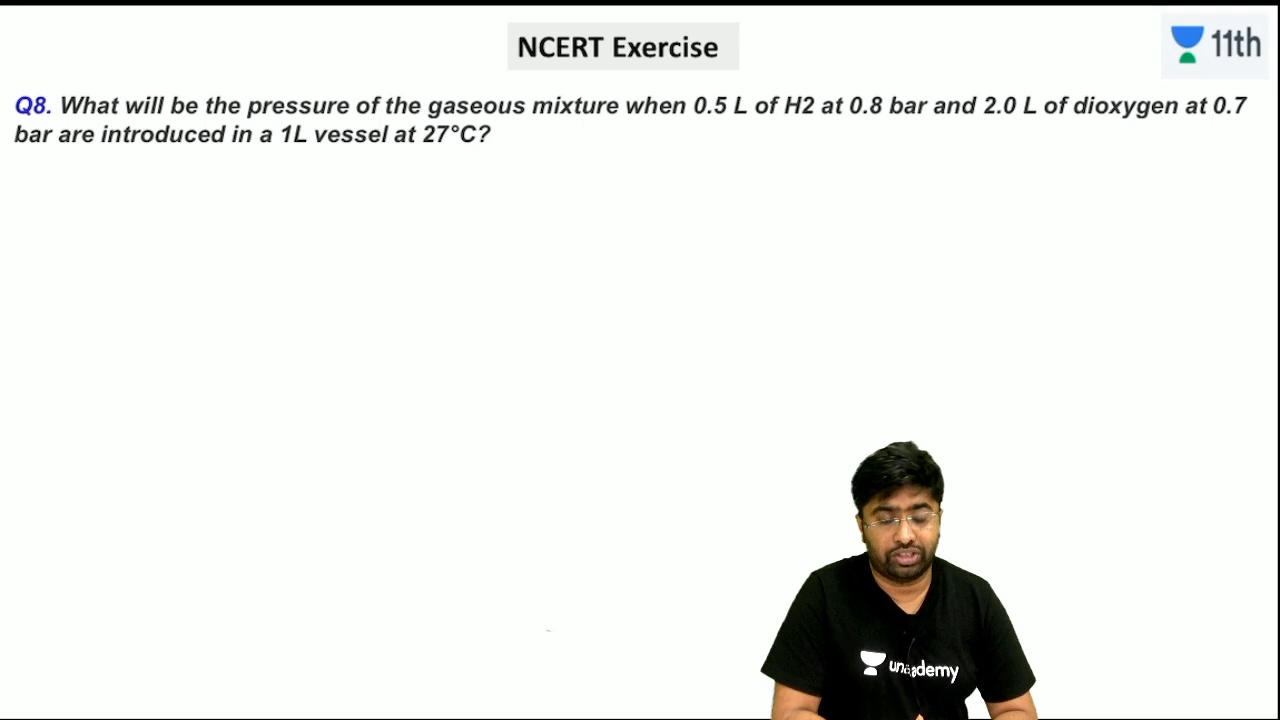 NCERT Exercise
11th
Q8. What will be the pressure of the gaseous mixture when 0.5 L of H2 at 0.8 bar and 2.0 L of dioxygen at 0.7
bar are introduced in a 1L vessel at 27°C?
unacademy